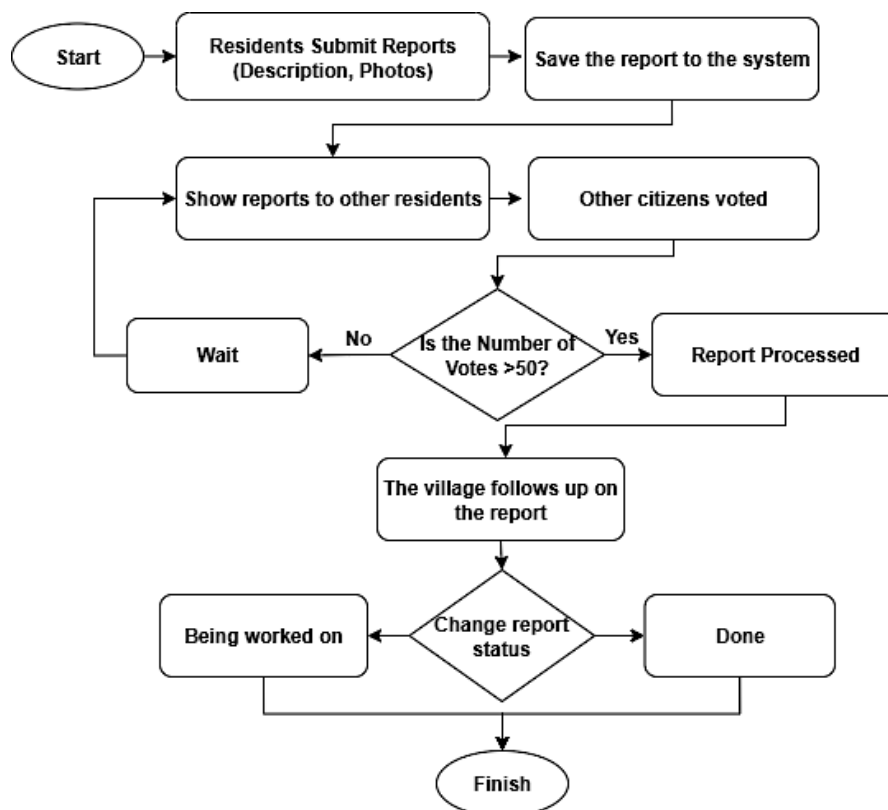 Start
Residents Submit Reports
(Description, Photos)
Save the report to the system
Show reports to other residents
Other citizens voted
Wait
No
Is the Number of
Votes >50?
Yes
Report Processed
The village follows up on
the report
Being worked on
Change report
status
Done
Finish